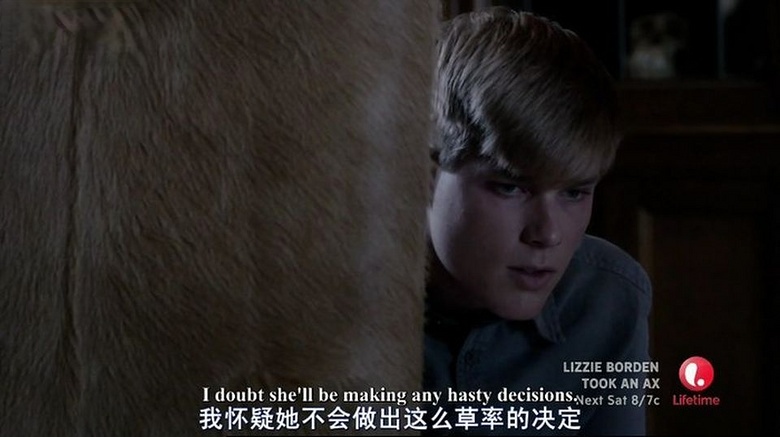 LIZZIE BORDEN
TOOK AN AX
Next Sat 8/7c
Lifetime
I doubt she'll be making any hasty decisions.
我怀疑她不会做出这么草率的决定